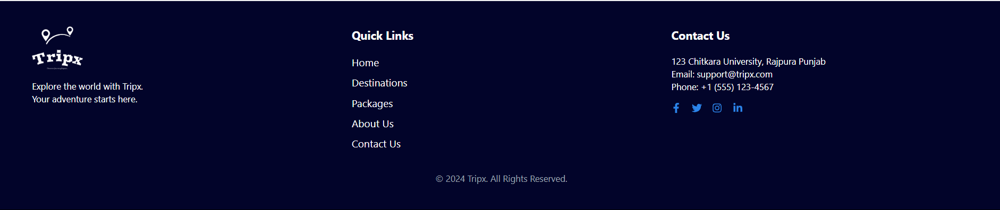 Tripx
Explore the world with Tripx.
Your adventure starts here.
Quick Links
Home
Destinations
Packages
About Us
Contact Us
Contact Us
123 Chitkara University, Rajpura Punjab
Email: support@tripx.com
Phone: +1 (555) 123-4567
© 2024 Tripx. All Rights Reserved.